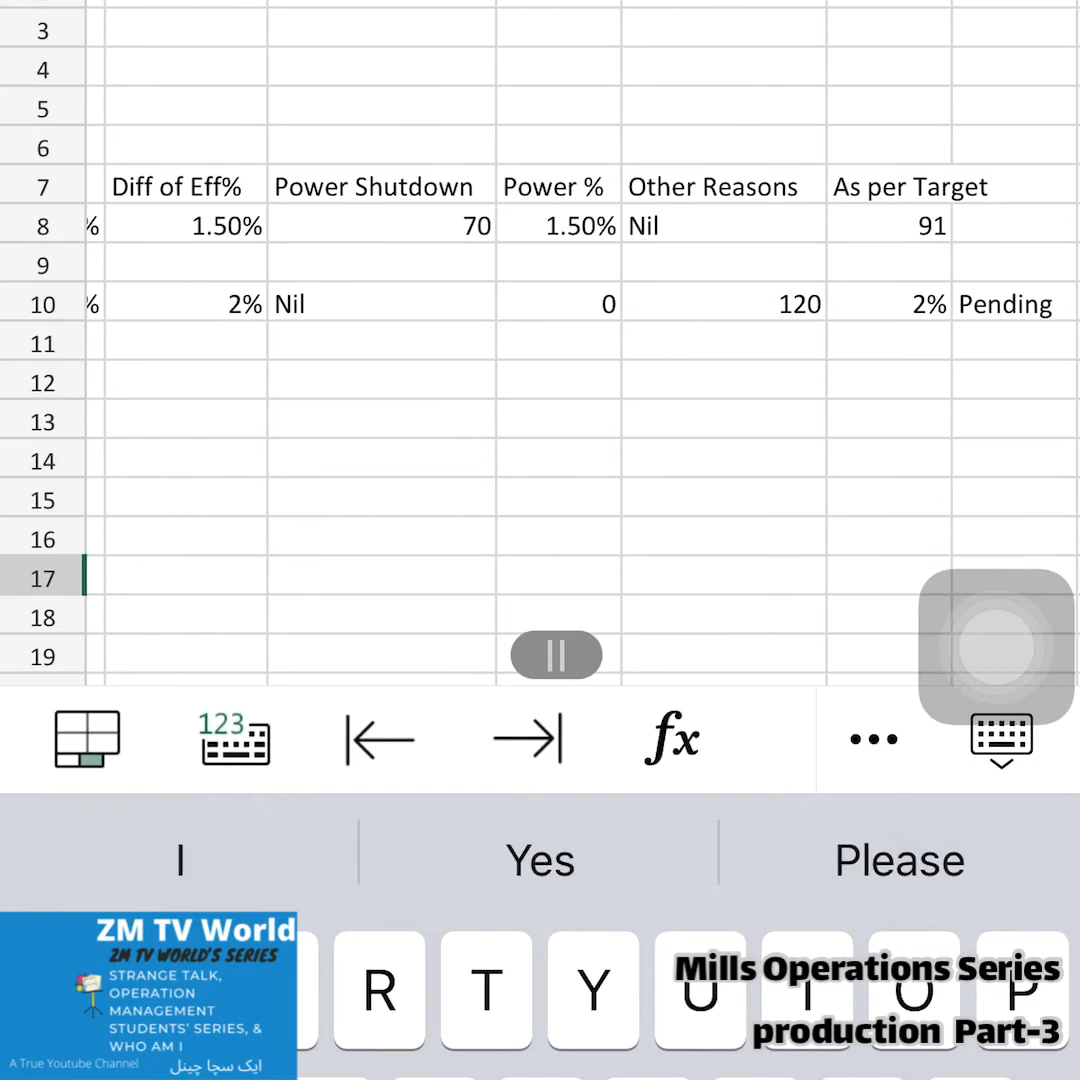 3
4
5
6
7 Diff of Eff% Power Shutdown Power % Other Reasons As per Target
8 % 1.50% 70 1.50% Nil 91
9
10 % 2% Nil 0 120 2% Pending
11
12
13
14
15
16
17
18
19
123
fx
I Yes Please
R T Y U I O P
ZM TV World
ZM TV WORLD'S SERIES
STRANGE TALK,
OPERATION
MANAGEMENT
STUDENTS' SERIES, &
WHO AM I
A True Youtube Channel ایک سچا چینل
Mills Operations Series
production Part-3